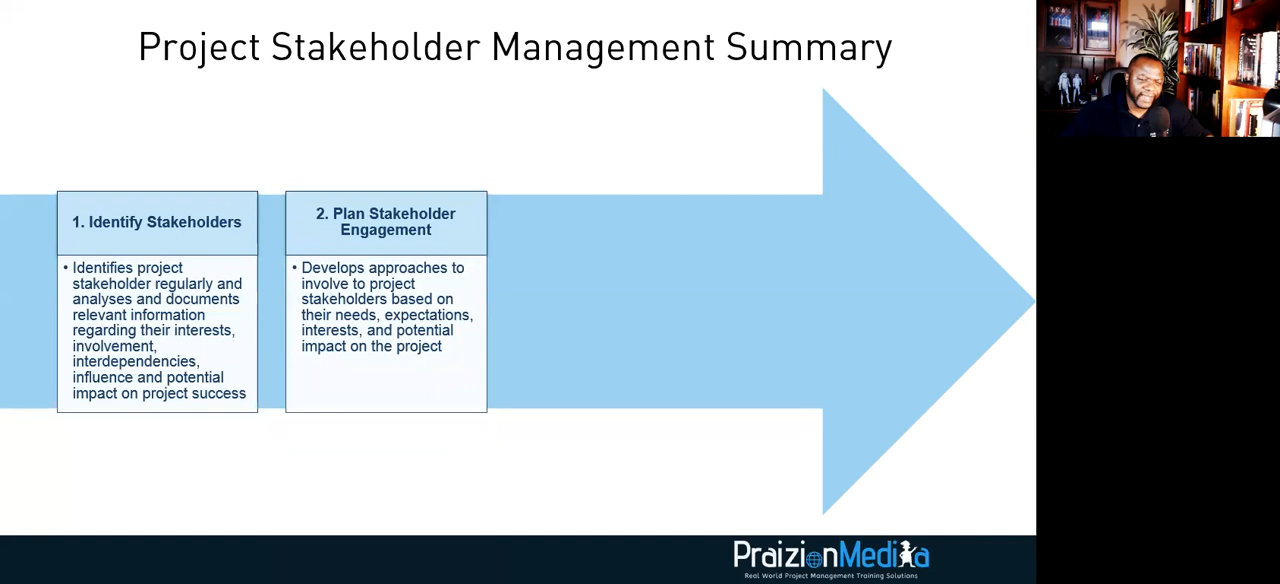 Project Stakeholder Management Summary
1. Identify Stakeholders
• Identifies project
stakeholder regularly and
analyses and documents
relevant information
regarding their interests,
involvement,
interdependencies,
influence and potential
impact on project success
2. Plan Stakeholder
Engagement
• Develops approaches to
involve to project
stakeholders based on
their needs, expectations,
interests, and potential
impact on the project
PraizionMedia
Real World Project Management Training Solutions